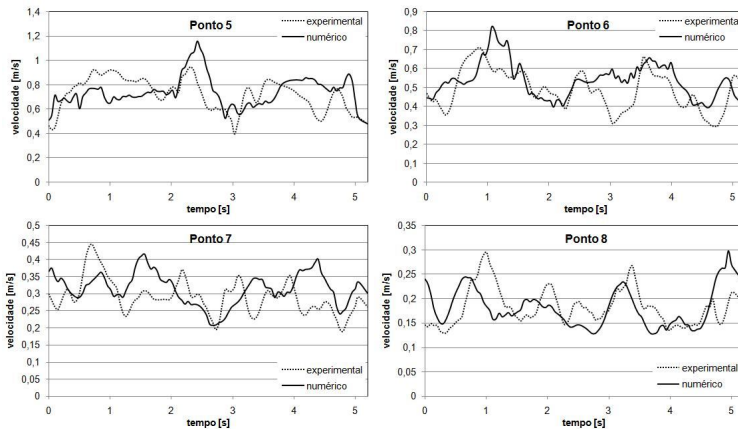 Ponto 5
experimental
numérico
velocidade [m/s]
1,4
1,2
1
0,8
0,6
0,4
0,2
0
0 1 2 3 4 5
tempo [s]
Ponto 6
experimental
numérico
velocidade [m/s]
0,9
0,8
0,7
0,6
0,5
0,4
0,3
0,2
0,1
0
0 1 2 3 4 5
tempo [s]
Ponto 7
experimental
numérico
velocidade [m/s]
0,5
0,45
0,4
0,35
0,3
0,25
0,2
0,15
0,1
0,05
0
0 1 2 3 4 5
tempo [s]
Ponto 8
experimental
numérico
velocidade [m/s]
0,3
0,25
0,2
0,15
0,1
0,05
0
0 1 2 3 4 5
tempo [s]